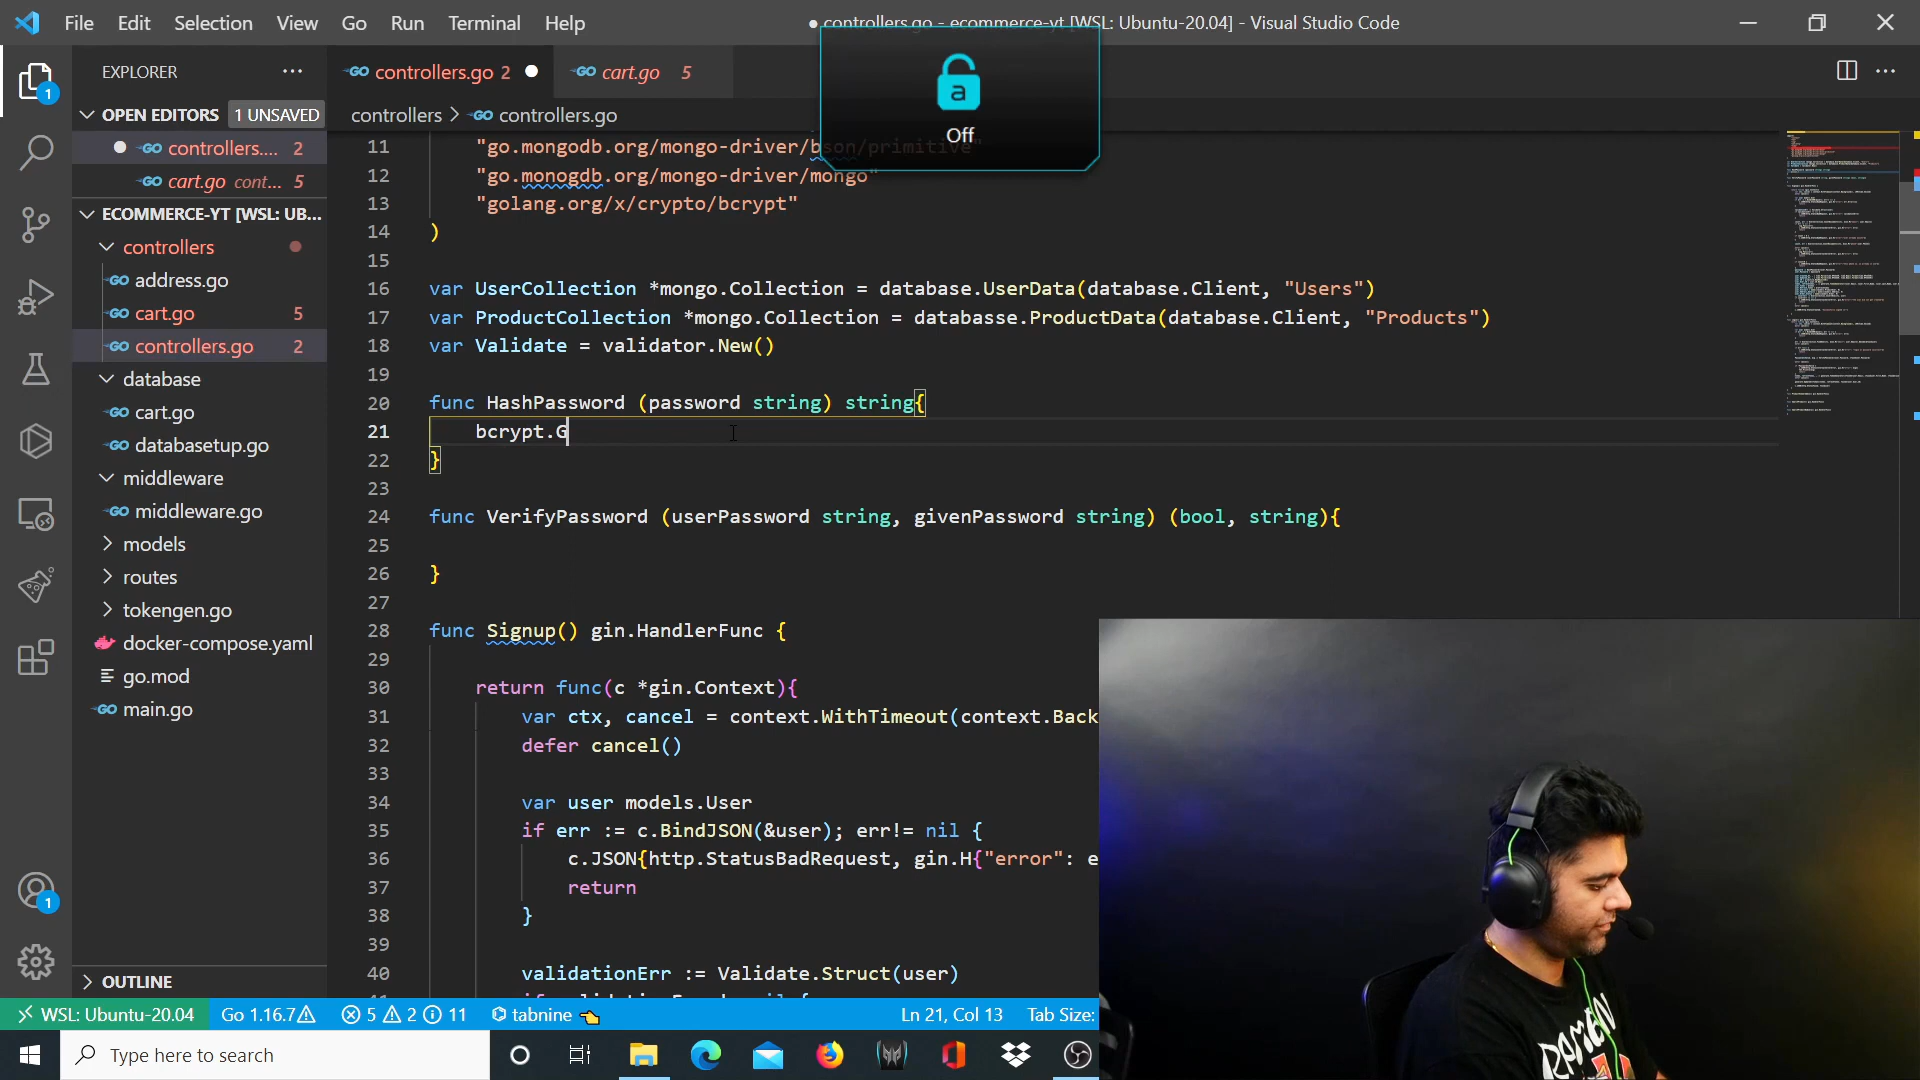 File Edit Selection View Go Run Terminal Help
● controllers.go - ecommerce-yt [WSL: Ubuntu-20.04] - Visual Studio Code
a
Off
EXPLORER
OPEN EDITORS 1 UNSAVED
controllers.... 2
cart.go cont... 5
ECOMMERCE-YT [WSL: UB...
controllers
address.go
cart.go 5
controllers.go 2
database
cart.go
databasetup.go
middleware
middleware.go
models
routes
tokengen.go
docker-compose.yaml
go.mod
main.go
OUTLINE
1
1
controllers.go 2 cart.go 5
controllers > controllers.go
11 "go.mongodb.org/mongo-driver/bson/primitive"
12 "go.monogdb.org/mongo-driver/mongo"
13 "golang.org/x/crypto/bcrypt"
14 )
15
16 var UserCollection *mongo.Collection = database.UserData(database.Client, "Users")
17 var ProductCollection *mongo.Collection = databasse.ProductData(database.Client, "Products")
18 var Validate = validator.New()
19
20 func HashPassword (password string) string{
21 bcrypt.G
22 }
23
24 func VerifyPassword (userPassword string, givenPassword string) (bool, string){
25
26 }
27
28 func Signup() gin.HandlerFunc {
29
30 return func(c *gin.Context){
31 var ctx, cancel = context.WithTimeout(context.Back
32 defer cancel()
33
34 var user models.User
35 if err := c.BindJSON(&user); err!= nil {
36 c.JSON{http.StatusBadRequest, gin.H{"error": e
37 return
38 }
39
40 validationErr := Validate.Struct(user)
WSL: Ubuntu-20.04 Go 1.16.7 5 2 11 tabnine Ln 21, Col 13 Tab Size:
Type here to search